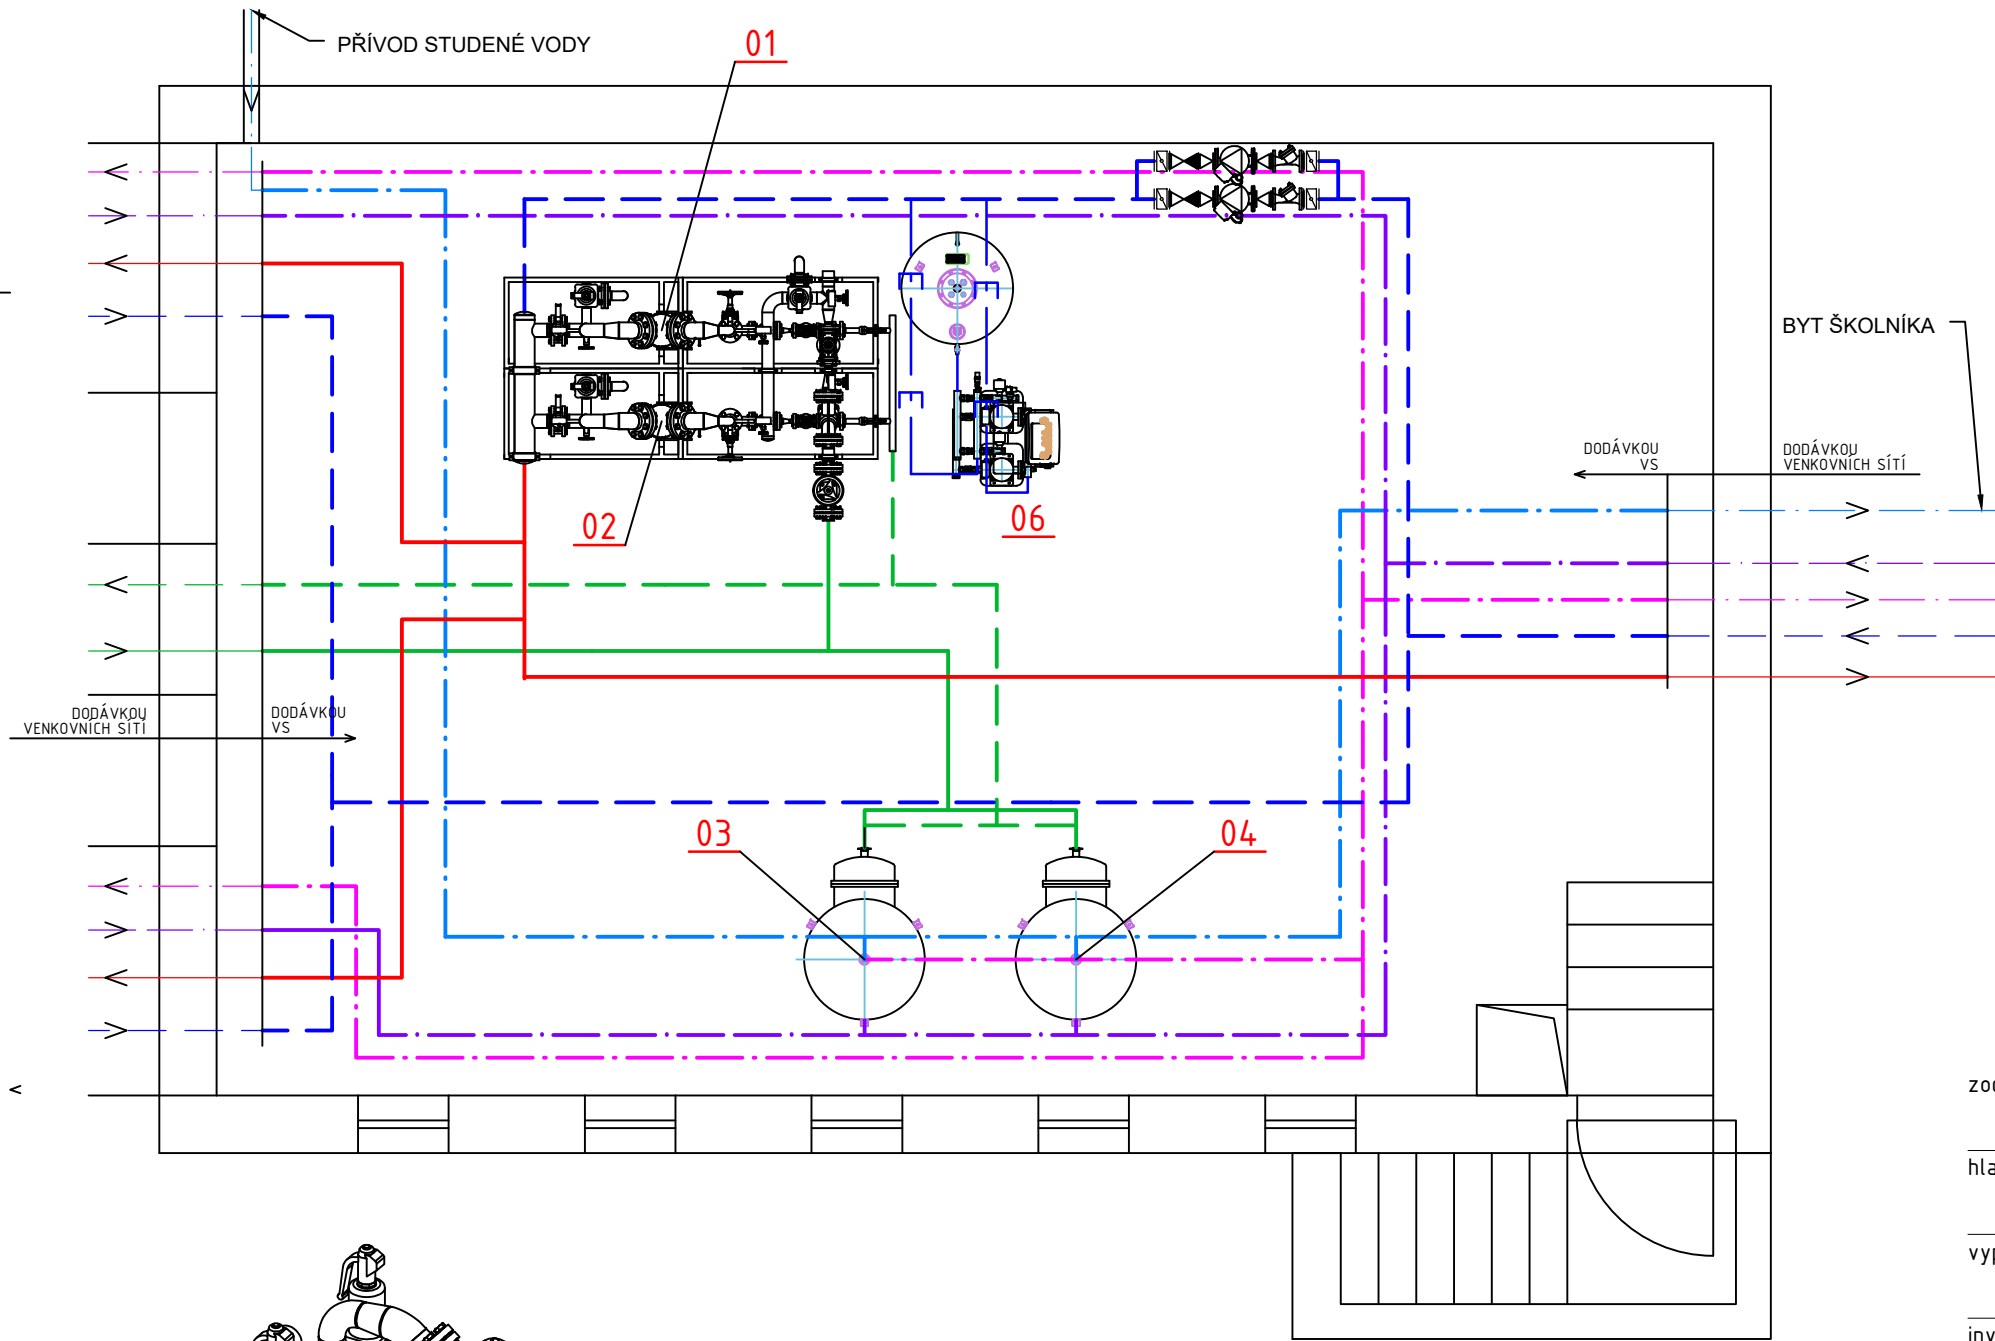 PŘÍVOD STUDENÉ VODY
01
BYT ŠKOLNÍKA
DODÁVKOU
VS
DODÁVKOU
VENKOVNÍCH SÍTÍ
02
06
DODÁVKOU
VENKOVNÍCH SÍTÍ
DODÁVKOU
VS
03
04